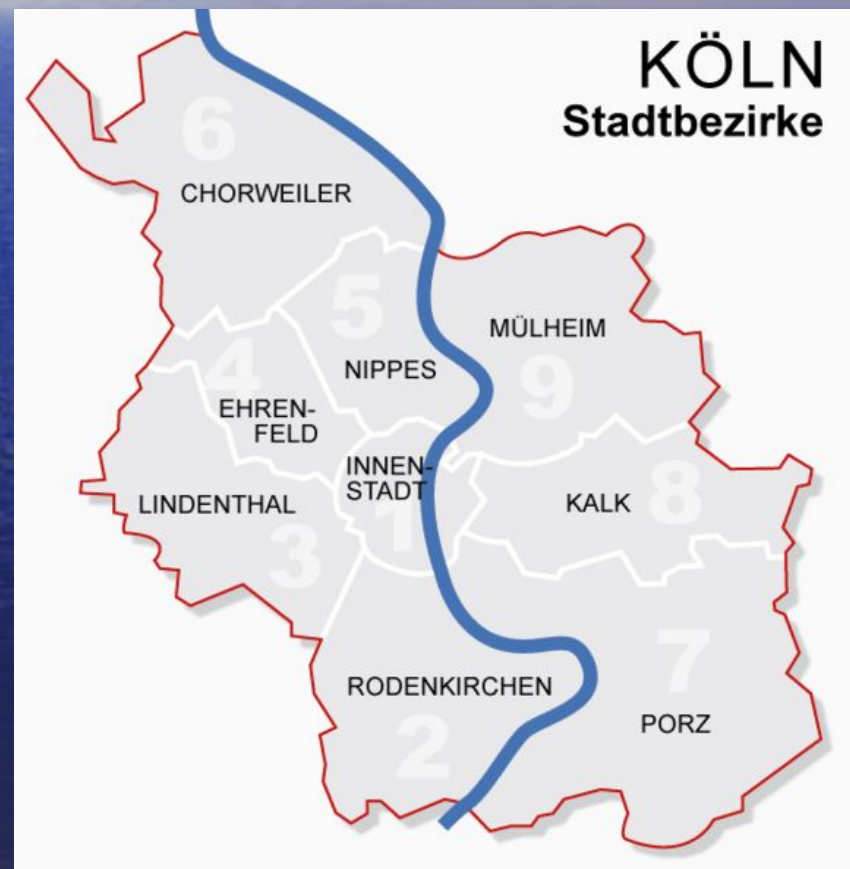 KÖLN
Stadtbezirke
6
CHORWEILER
5
NIPPES
MÜLHEIM
9
4
EHREN-
FELD
INNEN-
STADT
1
LINDENTHAL
3
KALK
8
RODENKIRCHEN
2
7
PORZ